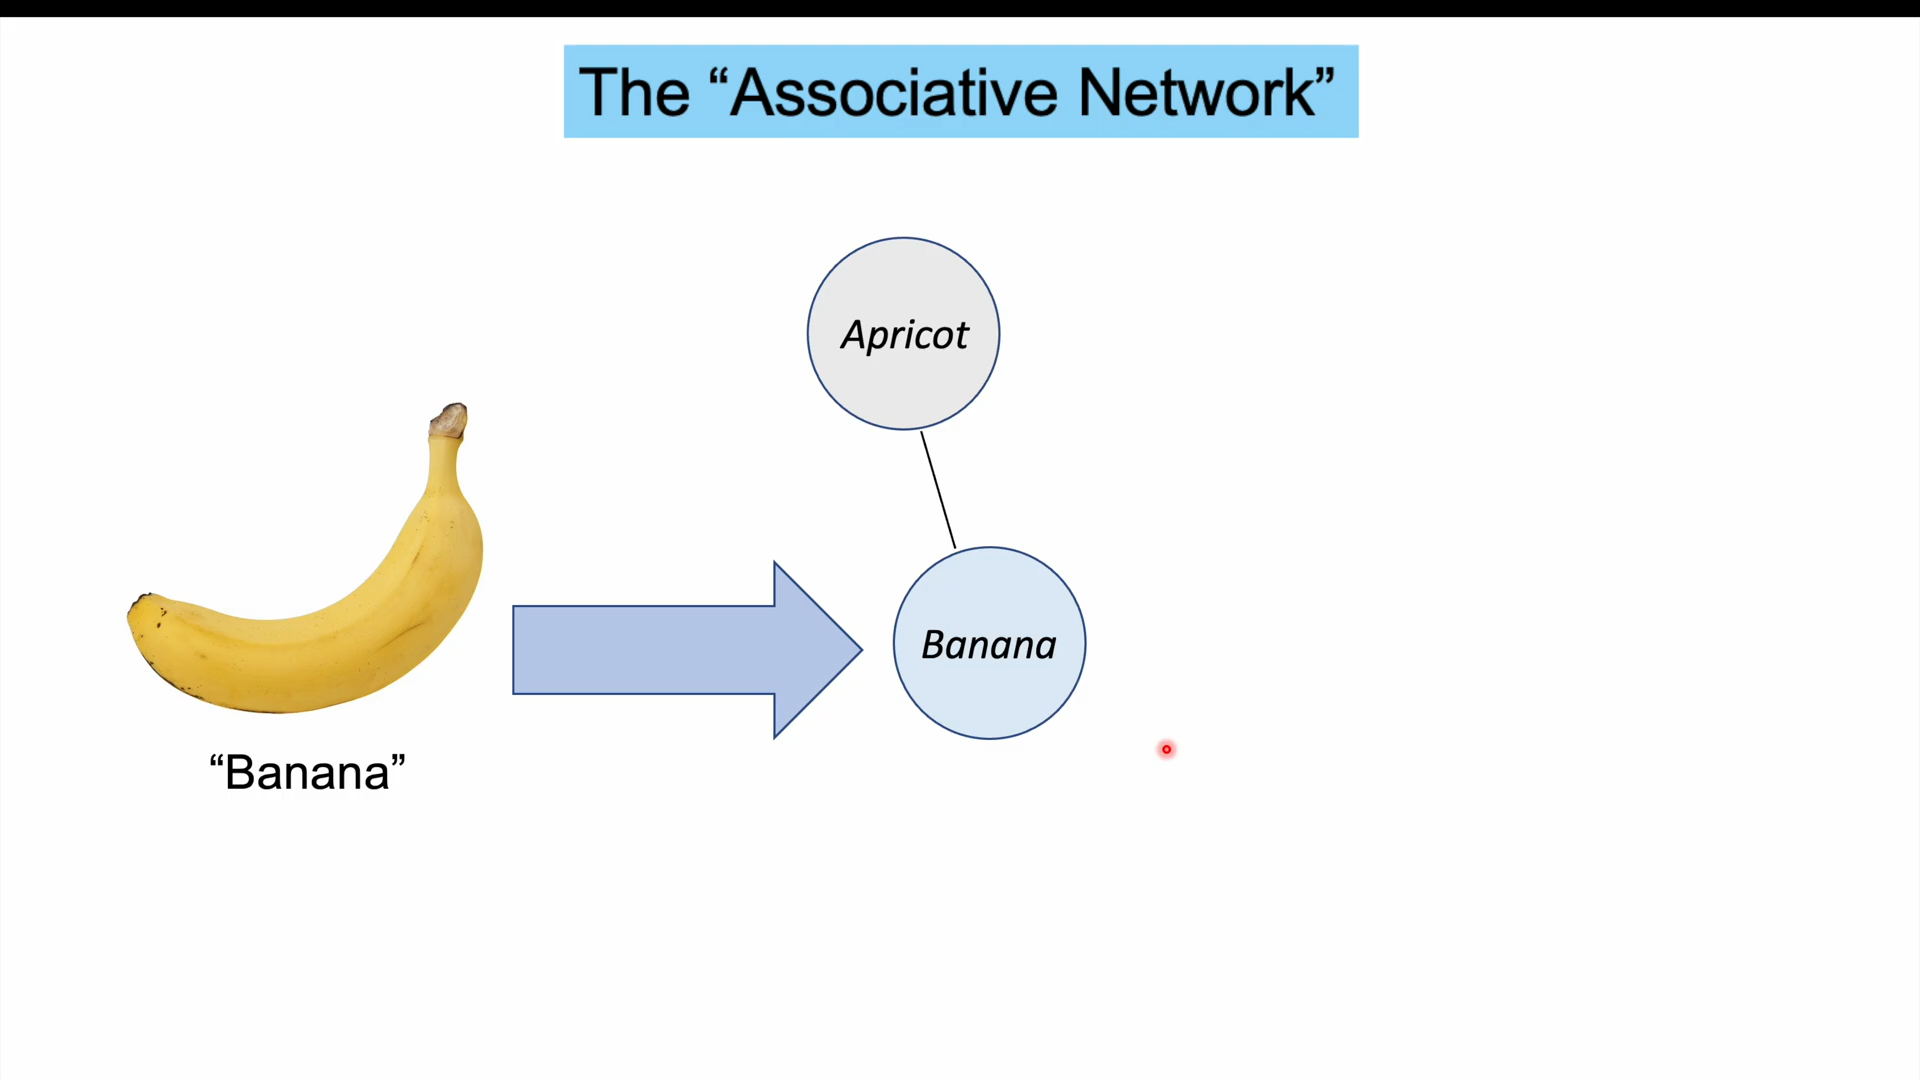 The “Associative Network”
Apricot
Banana
“Banana”